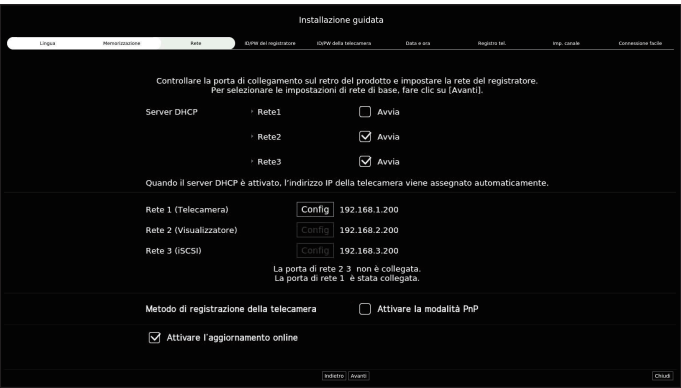 Installazione guidata
Lingua Memorizzazione Rete ID/PW del registratore ID/PW della telecamera Data e ora Registro tel. Imp. canale Connessione facile
Controllare la porta di collegamento sul retro del prodotto e impostare la rete del registratore.
Per selezionare le impostazioni di rete di base, fare clic su [Avanti].
Server DHCP Rete1 Avvia
Rete2 Avvia
Rete3 Avvia
Quando il server DHCP è attivato, l'indirizzo IP della telecamera viene assegnato automaticamente.
Rete 1 (Telecamera) Config 192.168.1.200
Rete 2 (Visualizzatore) Config 192.168.2.200
Rete 3 (iSCSI) Config 192.168.3.200
La porta di rete 2 3 non è collegata.
La porta di rete 1 è stata collegata.
Metodo di registrazione della telecamera Attivare la modalità PnP
Attivare l'aggiornamento online
Indietro Avanti Chiudi